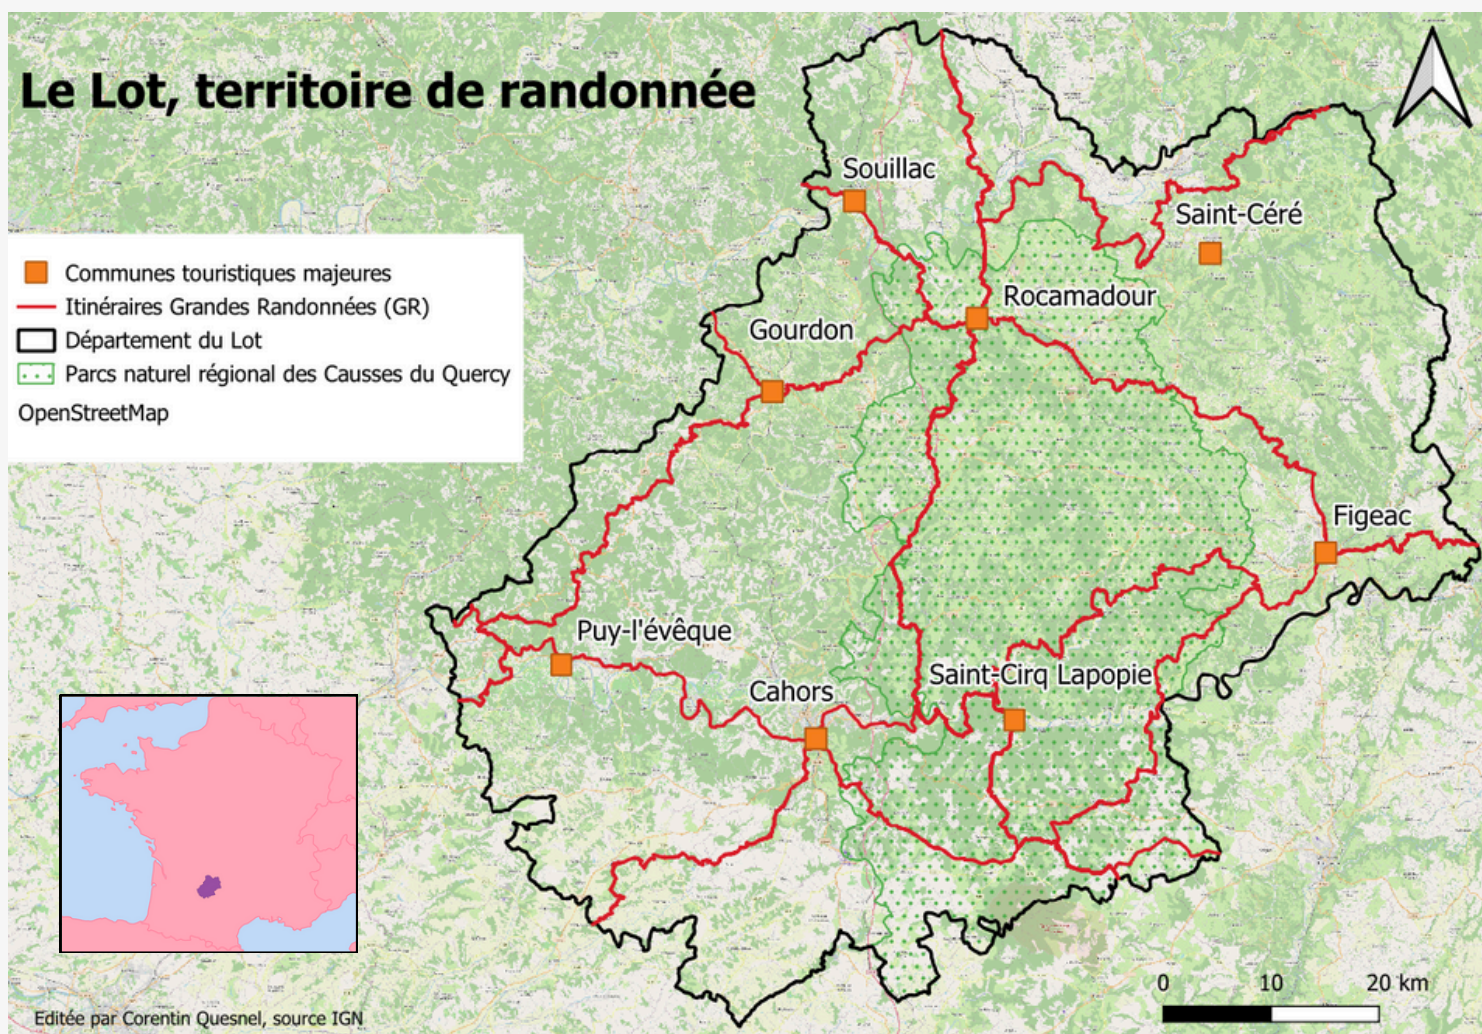 Le Lot, territoire de randonnée
Souillac
Saint-Céré
Communes touristiques majeures
Itinéraires Grandes Randonnées (GR)
Département du Lot
Parcs naturel régional des Causses du Quercy
OpenStreetMap
Rocamadour
Gourdon
Figeac
Puy-l'évêque
Saint-Cirq Lapopie
Cahors
0 10 20 km
Editée par Corentin Quesnel, source IGN